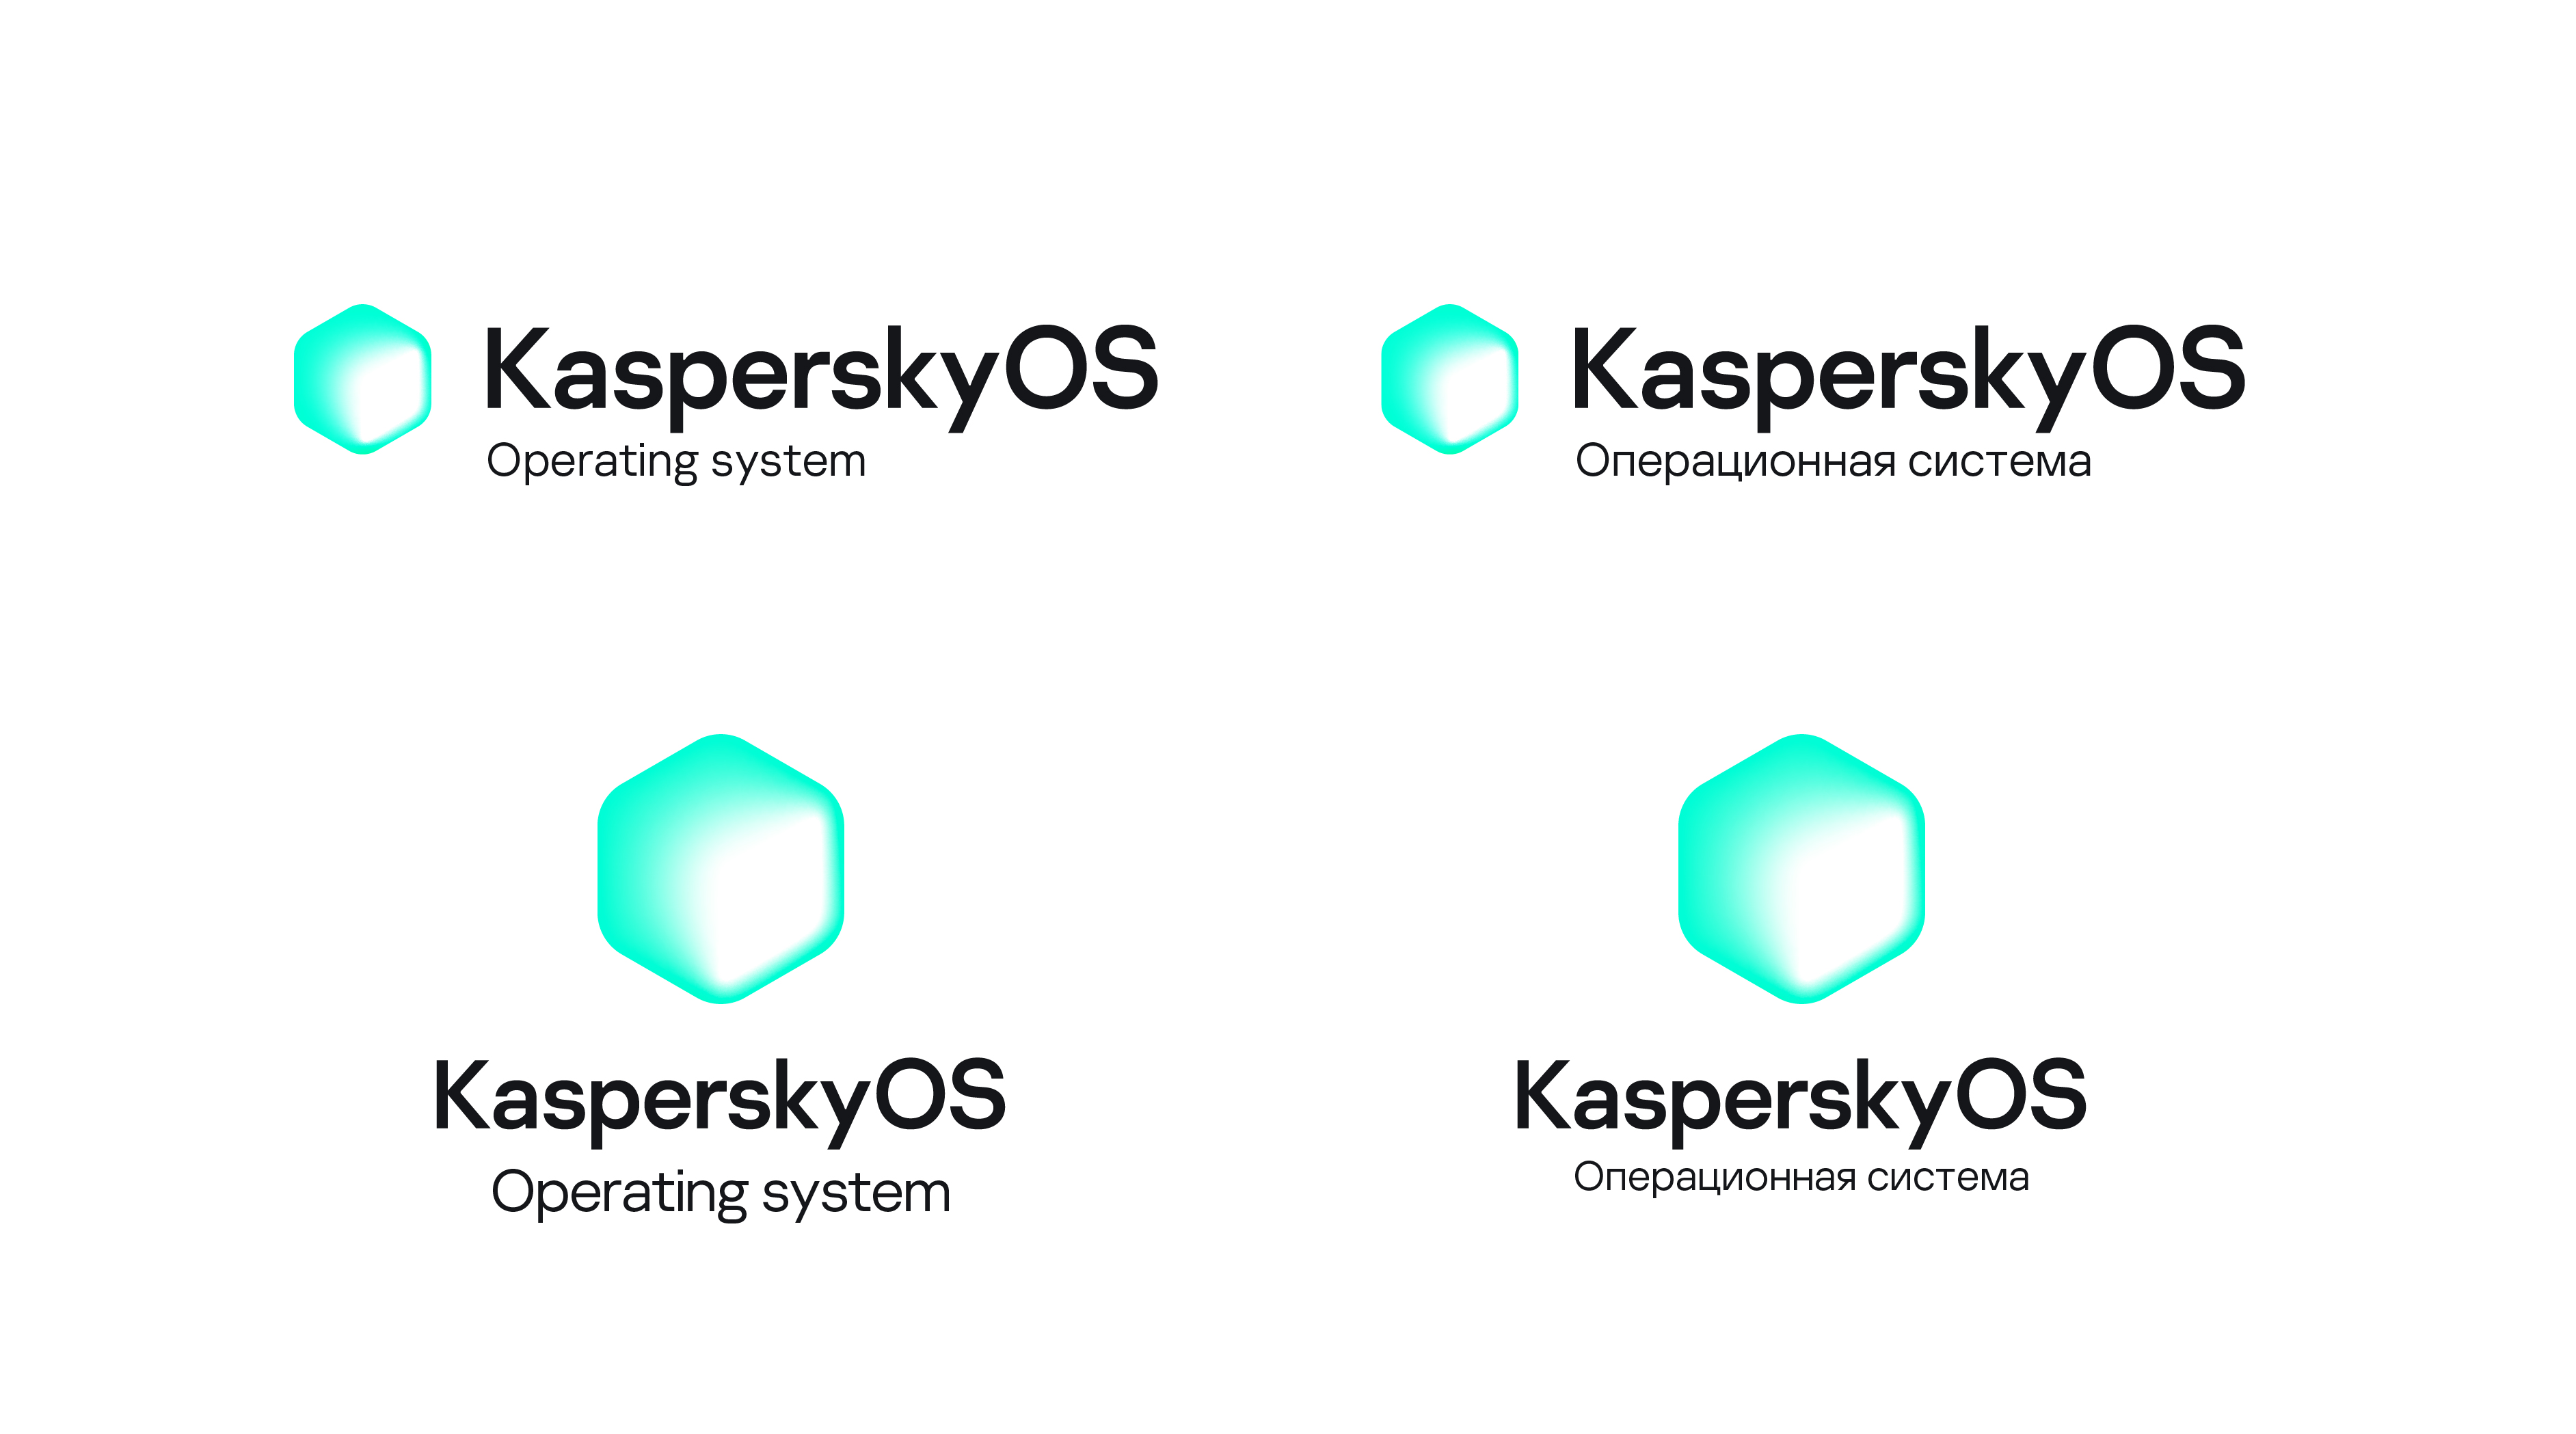 KasperskyOS
Operating system
KasperskyOS
Операционная система
KasperskyOS
Operating system
KasperskyOS
Операционная система